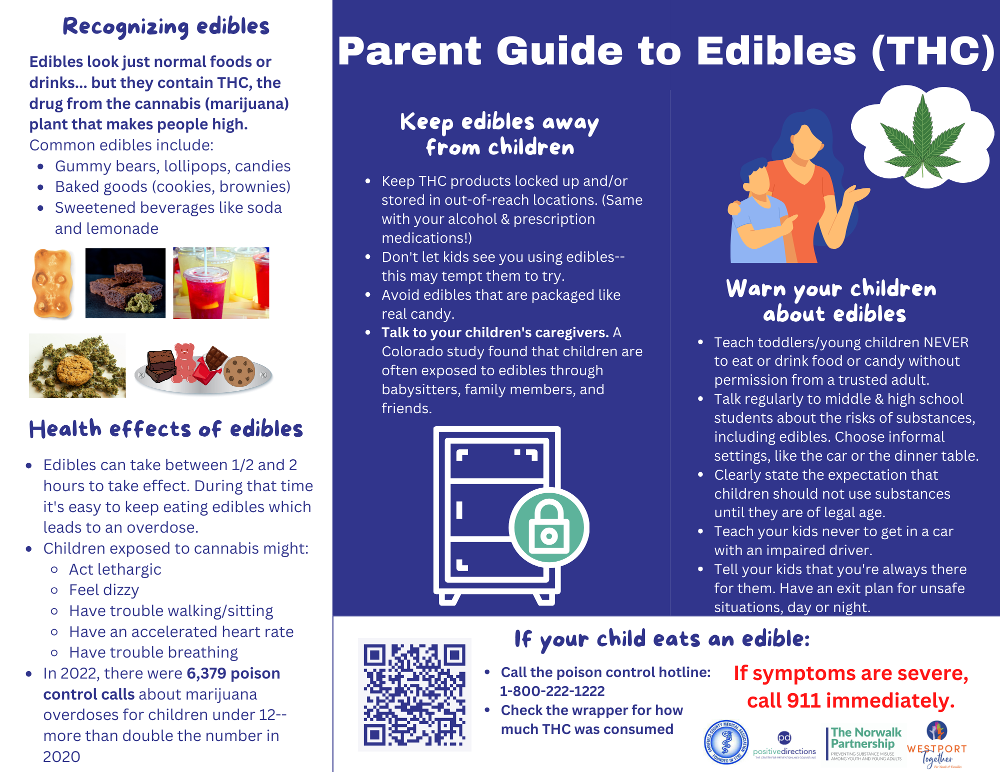 Recognizing edibles
Edibles look just normal foods or
drinks... but they contain THC, the
drug from the cannabis (marijuana)
plant that makes people high.
Common edibles include:
• Gummy bears, lollipops, candies
• Baked goods (cookies, brownies)
• Sweetened beverages like soda
and lemonade
Health effects of edibles
• Edibles can take between 1/2 and 2
hours to take effect. During that time
it's easy to keep eating edibles which
leads to an overdose.
• Children exposed to cannabis might:
◦ Act lethargic
◦ Feel dizzy
◦ Have trouble walking/sitting
◦ Have an accelerated heart rate
◦ Have trouble breathing
• In 2022, there were 6,379 poison
control calls about marijuana
overdoses for children under 12--
more than double the number in
2020
Parent Guide to Edibles (THC)
Keep edibles away
from children
• Keep THC products locked up and/or
stored in out-of-reach locations. (Same
with your alcohol & prescription
medications!)
• Don't let kids see you using edibles--
this may tempt them to try.
• Avoid edibles that are packaged like
real candy.
• Talk to your children's caregivers. A
Colorado study found that children are
often exposed to edibles through
babysitters, family members, and
friends.
Warn your children
about edibles
• Teach toddlers/young children NEVER
to eat or drink food or candy without
permission from a trusted adult.
• Talk regularly to middle & high school
students about the risks of substances,
including edibles. Choose informal
settings, like the car or the dinner table.
• Clearly state the expectation that
children should not use substances
until they are of legal age.
• Teach your kids never to get in a car
with an impaired driver.
• Tell your kids that you're always there
for them. Have an exit plan for unsafe
situations, day or night.
If your child eats an edible:
• Call the poison control hotline:
1-800-222-1222
• Check the wrapper for how
much THC was consumed
If symptoms are severe,
call 911 immediately.
FAIRFIELD COUNTY MEDICAL ASSOCIATION
FOUNDED IN 1792
pd
positivedirections
THE CENTER FOR PREVENTION AND COUNSELING
The Norwalk
Partnership
PREVENTING SUBSTANCE MISUSE
AMONG YOUTH AND YOUNG ADULTS
WESTPORT
Together
For Youth & Families